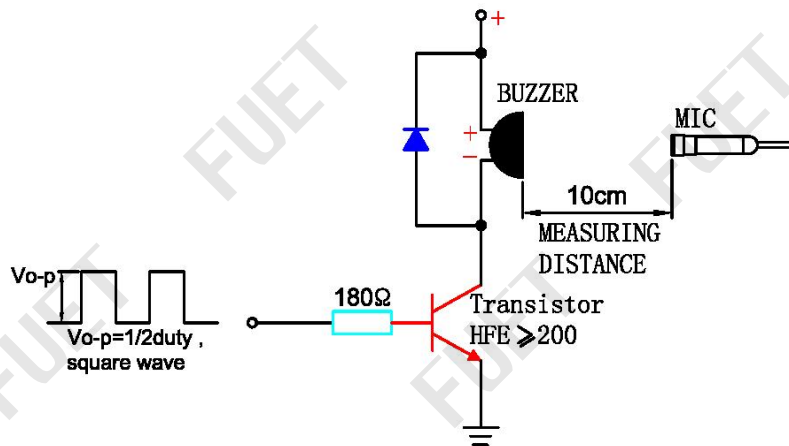 +
BUZZER
+
−
MIC
10cm
MEASURING
DISTANCE
Vo-p
Vo-p=1/2duty ,
square wave
180Ω
Transistor
HFE ⩾200
FUET
FUET
FUET
FUET